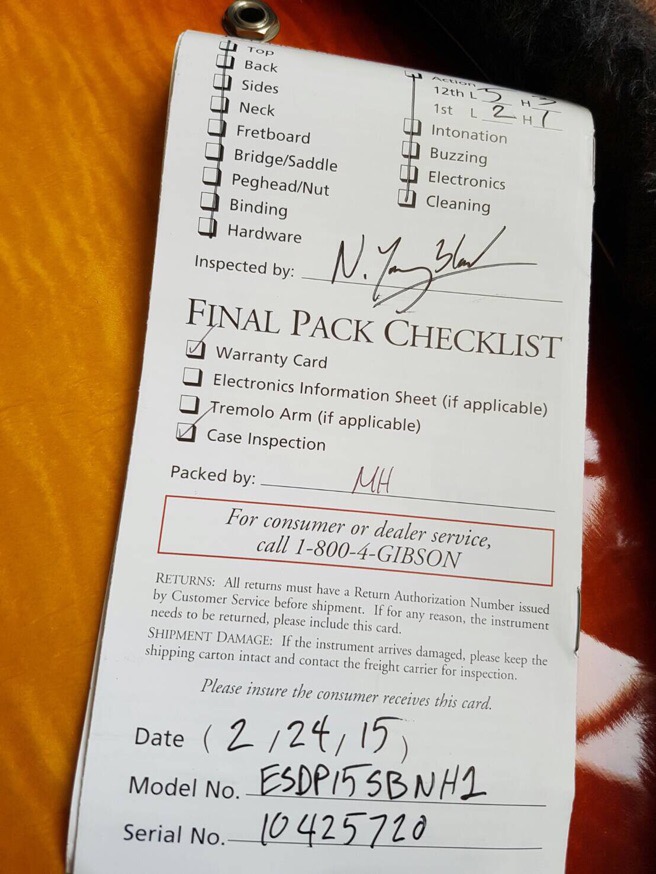 Top
Back
Sides
Neck
Fretboard
Bridge/Saddle
Peghead/Nut
Binding
Hardware
Action
12th L 5 H 3
1st L 2 H 1
Intonation
Buzzing
Electronics
Cleaning
Inspected by: N.
FINAL PACK CHECKLIST
Warranty Card
Electronics Information Sheet (if applicable)
Tremolo Arm (if applicable)
Case Inspection
Packed by: MH
For consumer or dealer service,
call 1-800-4-GIBSON
RETURNS: All returns must have a Return Authorization Number issued
by Customer Service before shipment. If for any reason, the instrument
needs to be returned, please include this card.
SHIPMENT DAMAGE: If the instrument arrives damaged, please keep the
shipping carton intact and contact the freight carrier for inspection.
Please insure the consumer receives this card.
Date (2/24/15)
Model No. ESDP15SBNH1
Serial No. 10425720